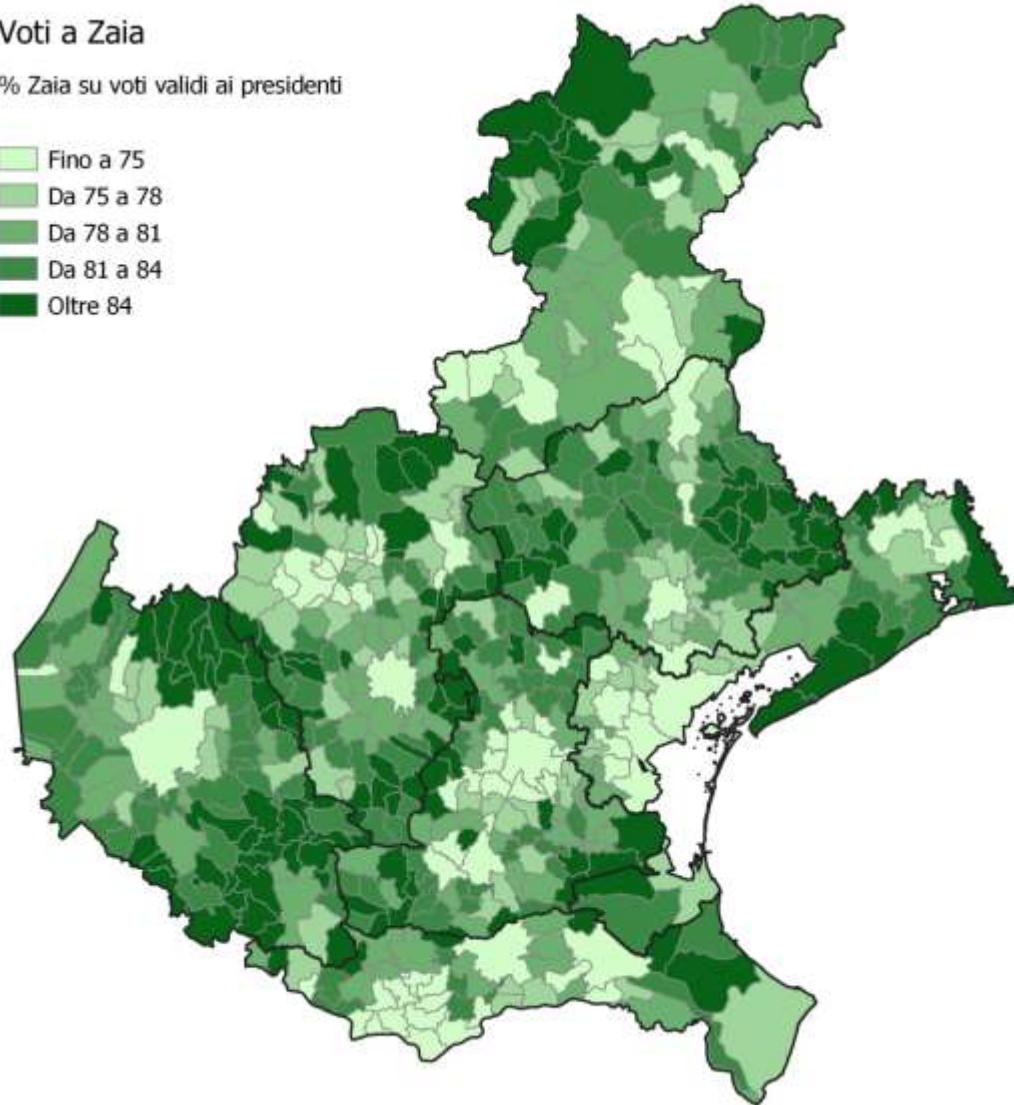 Voti a Zaia
% Zaia su voti validi ai presidenti
Fino a 75
Da 75 a 78
Da 78 a 81
Da 81 a 84
Oltre 84